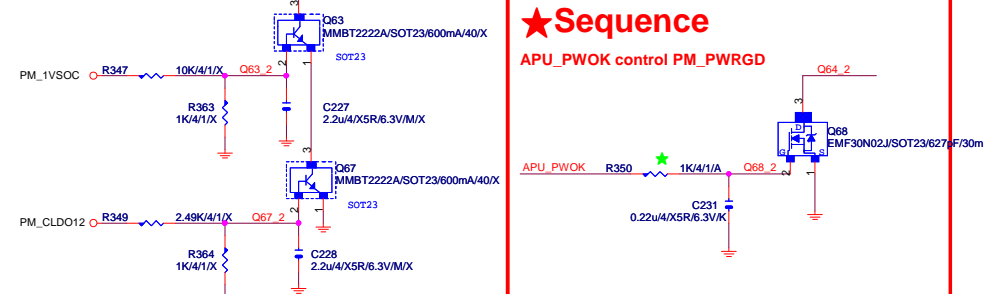 3
Q63
MMBT2222A/SOT23/600mA/40/X
SOT23
2
1
PM_1VSOC
R347
10K/4/1/X
Q63_2
R363
1K/4/1/X
C227
2.2u/4/X5R/6.3V/M/X
3
Q67
MMBT2222A/SOT23/600mA/40/X
SOT23
2
1
PM_CLDO12
R349
2.49K/4/1/X
Q67_2
R364
1K/4/1/X
C228
2.2u/4/X5R/6.3V/M/X
★Sequence
APU_PWOK control PM_PWRGD
Q64_2
3
D
Q68
EMF30N02J/SOT23/627pF/30m
G
S
2
1
APU_PWOK
R350
1K/4/1/A
Q68_2
C231
0.22u/4/X5R/6.3V/K